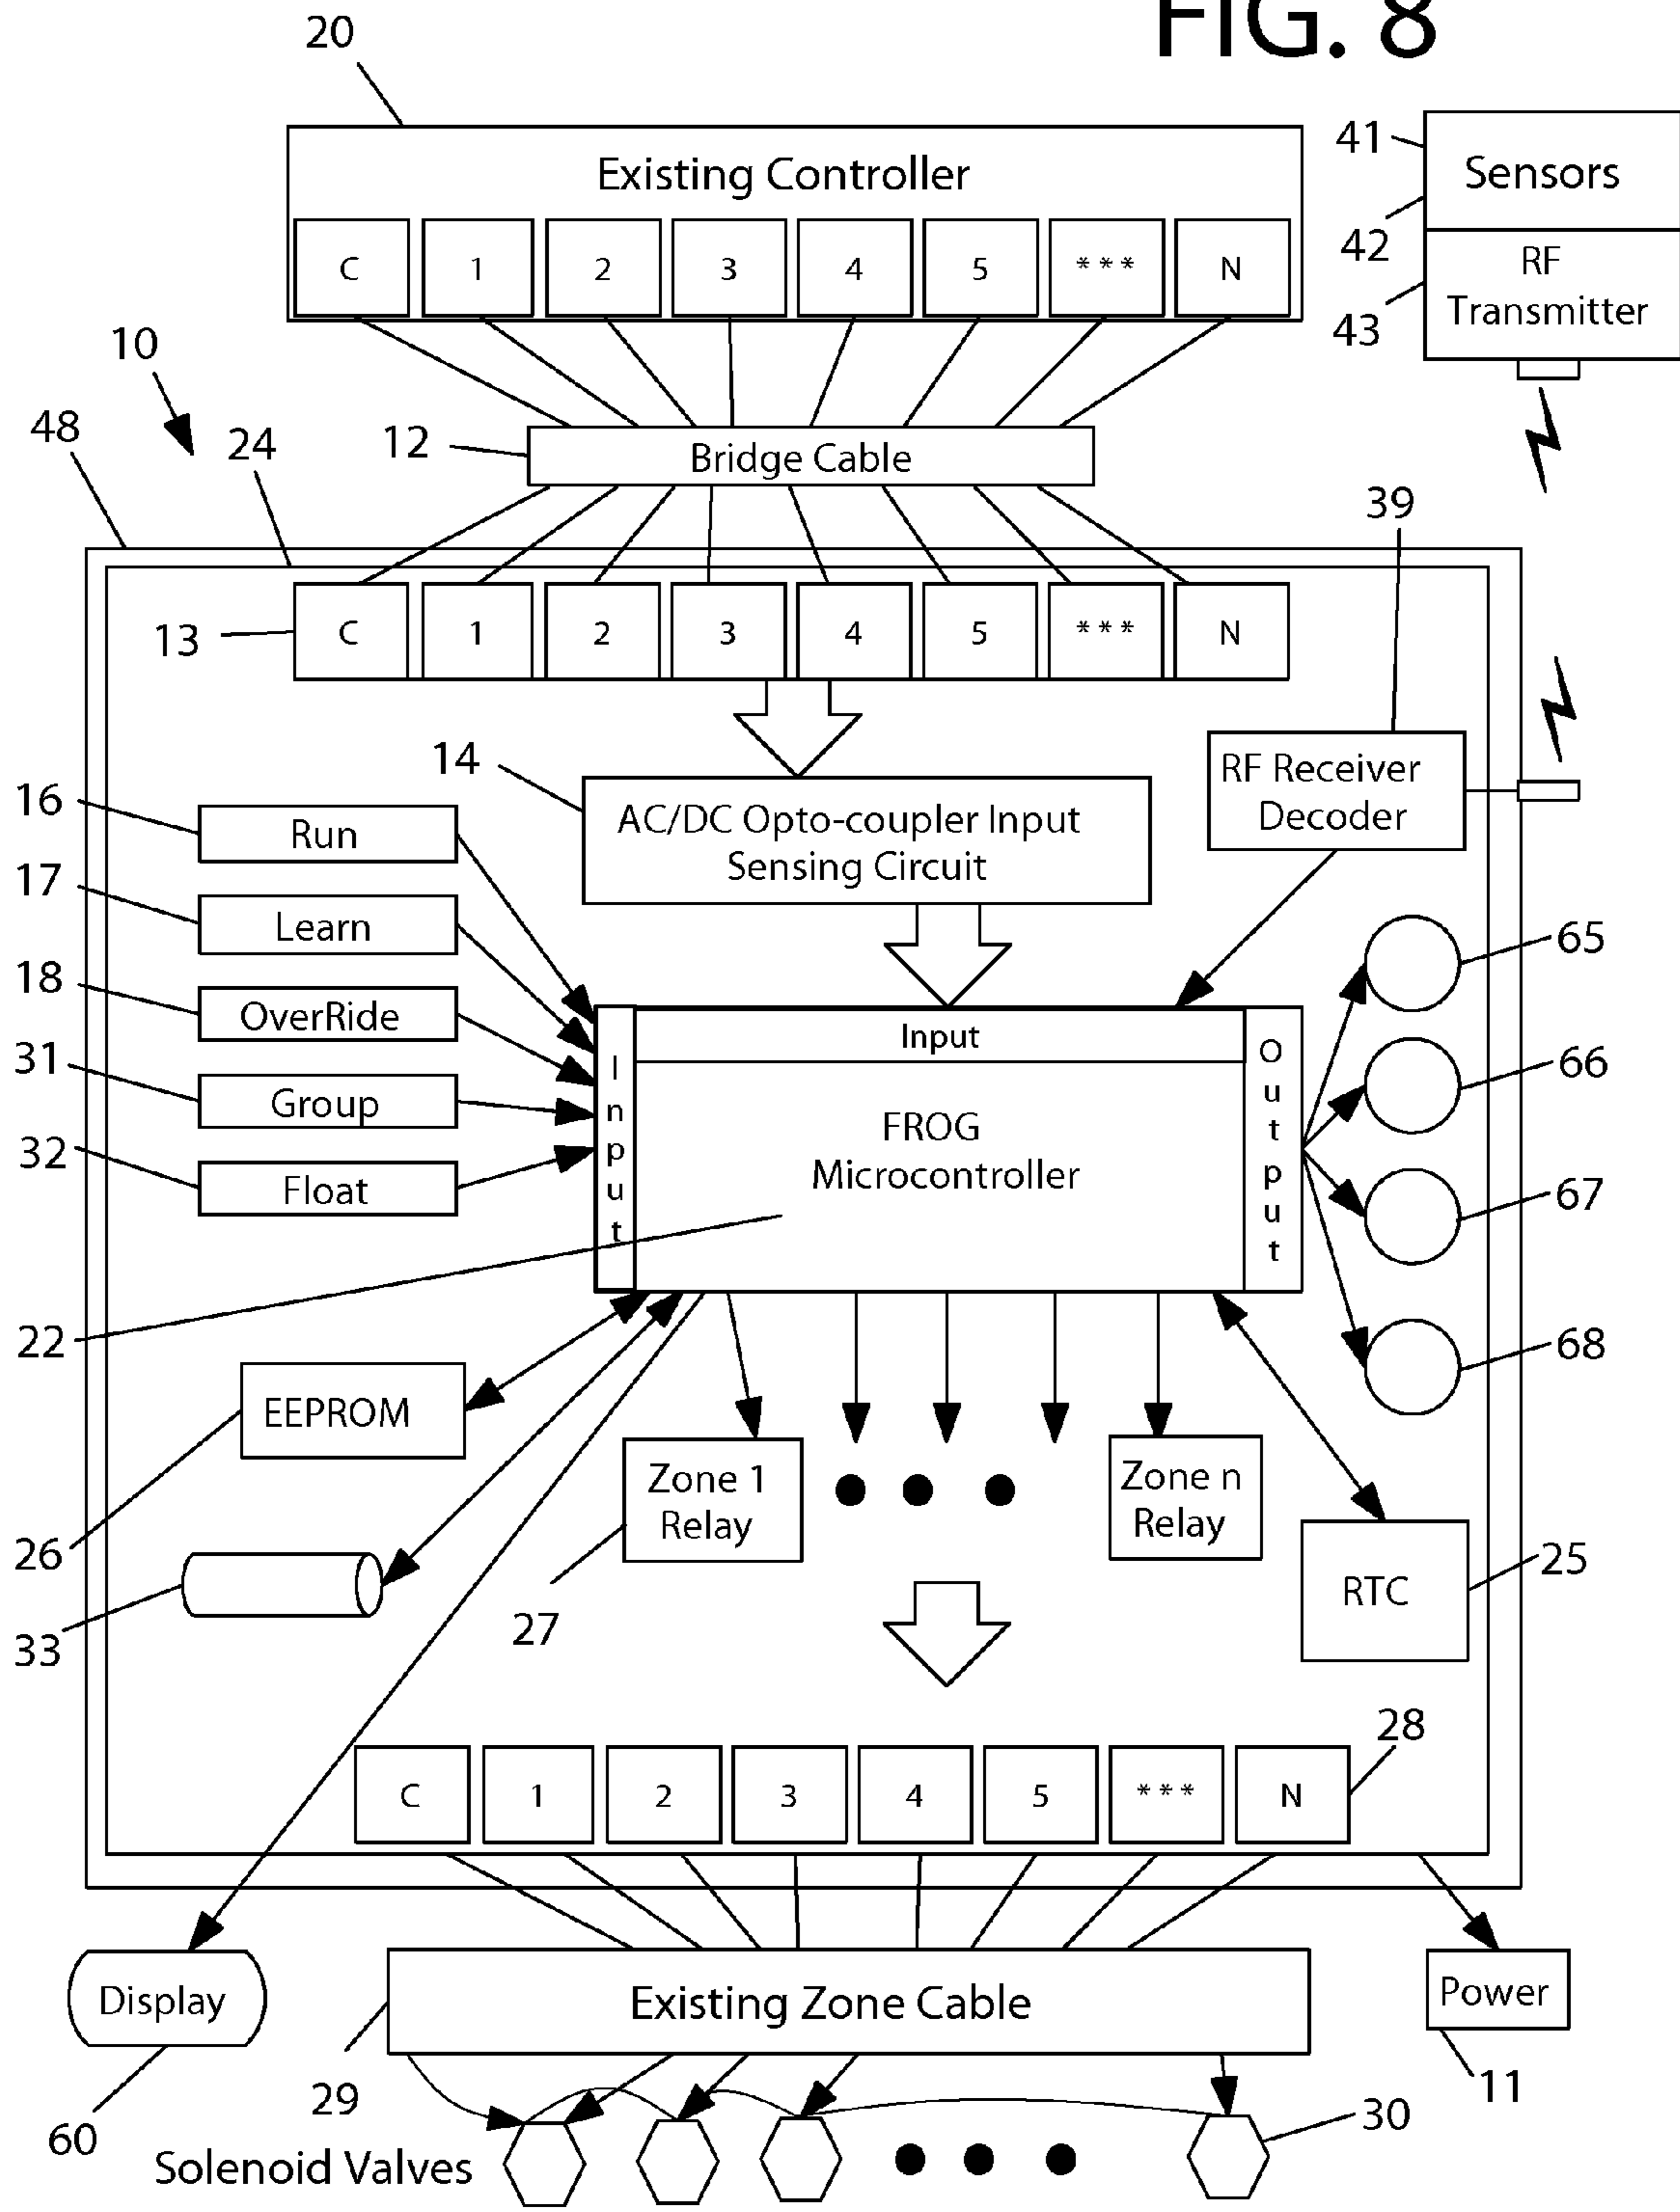 FIG. 8
20
Existing Controller
C 1 2 3 4 5 *** N
41
Sensors
42
RF
Transmitter
43
10
48
24
12
Bridge Cable
39
13
C 1 2 3 4 5 *** N
14
AC/DC Opto-coupler Input
Sensing Circuit
RF Receiver
Decoder
16
Run
17
Learn
18
OverRide
31
Group
32
Float
Input
Input
Output
FROG
Microcontroller
65
66
67
68
22
EEPROM
26
33
Zone 1
Relay
27
Zone n
Relay
RTC
25
28
C 1 2 3 4 5 *** N
Display
60
Existing Zone Cable
29
Power
11
Solenoid Valves
30